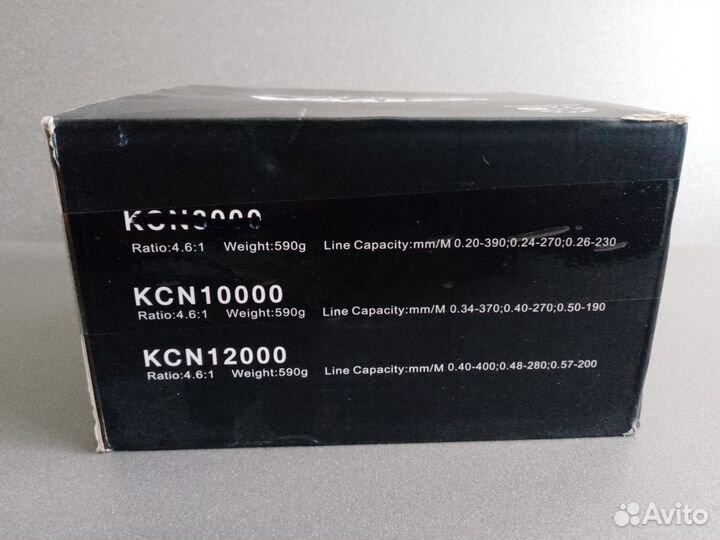 Ratio:4.6:1 Weight:590g Line Capacity:mm/M 0.20-390;0.24-270;0.26-230
KCN10000
Ratio:4.6:1 Weight:590g Line Capacity:mm/M 0.34-370;0.40-270;0.50-190
KCN12000
Ratio:4.6:1 Weight:590g Line Capacity:mm/M 0.40-400;0.48-280;0.57-200
Avito